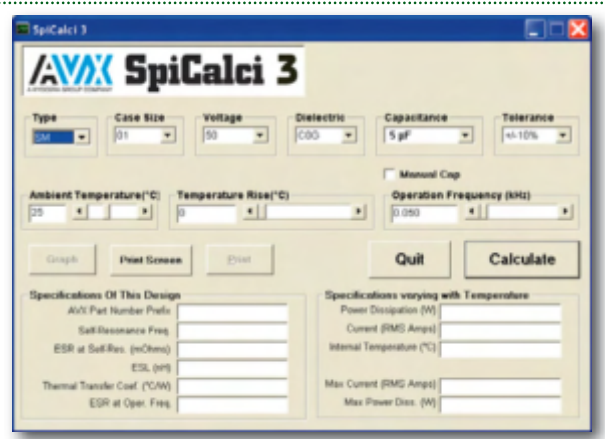 SpiCalci 3
AVX SpiCalci 3
A KYOCERA GROUP COMPANY
Type Case Size Voltage Dielectric Capacitance Tolerance
SM 01 50 C0G 5 µF +/-10%
Manual Cap
Ambient Temperature(°C) Temperature Rise(°C) Operation Frequency (kHz)
25 0 0.050
Graph Print Screen Print Quit Calculate
Specifications Of This Design Specifications varying with Temperature
AVX Part Number Prefix Power Dissipation (W)
Self-Resonance Freq. Current (RMS Amps)
ESR at Self-Res. (mOhms) Internal Temperature (°C)
ESL (nH)
Thermal Transfer Coef. (°C/W) Max Current (RMS Amps)
ESR at Oper. Freq. Max Power Diss. (W)